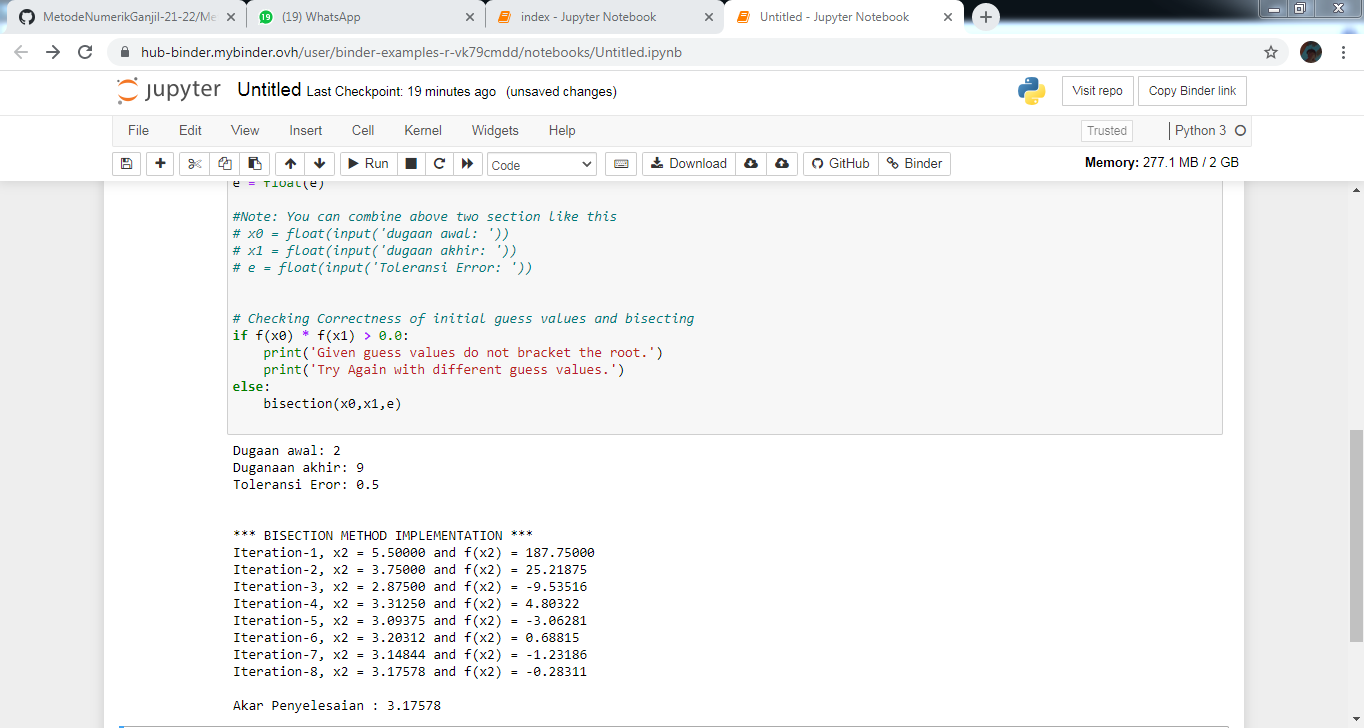 MetodeNumerikGanjil-21-22/Me
19 (19) WhatsApp
index - Jupyter Notebook
Untitled - Jupyter Notebook
hub-binder.mybinder.ovh/user/binder-examples-r-vk79cmdd/notebooks/Untitled.ipynb
jupyter Untitled Last Checkpoint: 19 minutes ago (unsaved changes)
Visit repo Copy Binder link
File Edit View Insert Cell Kernel Widgets Help
Trusted Python 3
Run Code Download GitHub Binder
Memory: 277.1 MB / 2 GB
e = float(e)
#Note: You can combine above two section like this
# x0 = float(input('dugaan awal: '))
# x1 = float(input('dugaan akhir: '))
# e = float(input('Toleransi Error: '))
# Checking Correctness of initial guess values and bisecting
if f(x0) * f(x1) > 0.0:
print('Given guess values do not bracket the root.')
print('Try Again with different guess values.')
else:
bisection(x0,x1,e)
Dugaan awal: 2
Duganaan akhir: 9
Toleransi Eror: 0.5
*** BISECTION METHOD IMPLEMENTATION ***
Iteration-1, x2 = 5.50000 and f(x2) = 187.75000
Iteration-2, x2 = 3.75000 and f(x2) = 25.21875
Iteration-3, x2 = 2.87500 and f(x2) = -9.53516
Iteration-4, x2 = 3.31250 and f(x2) = 4.80322
Iteration-5, x2 = 3.09375 and f(x2) = -3.06281
Iteration-6, x2 = 3.20312 and f(x2) = 0.68815
Iteration-7, x2 = 3.14844 and f(x2) = -1.23186
Iteration-8, x2 = 3.17578 and f(x2) = -0.28311
Akar Penyelesaian : 3.17578